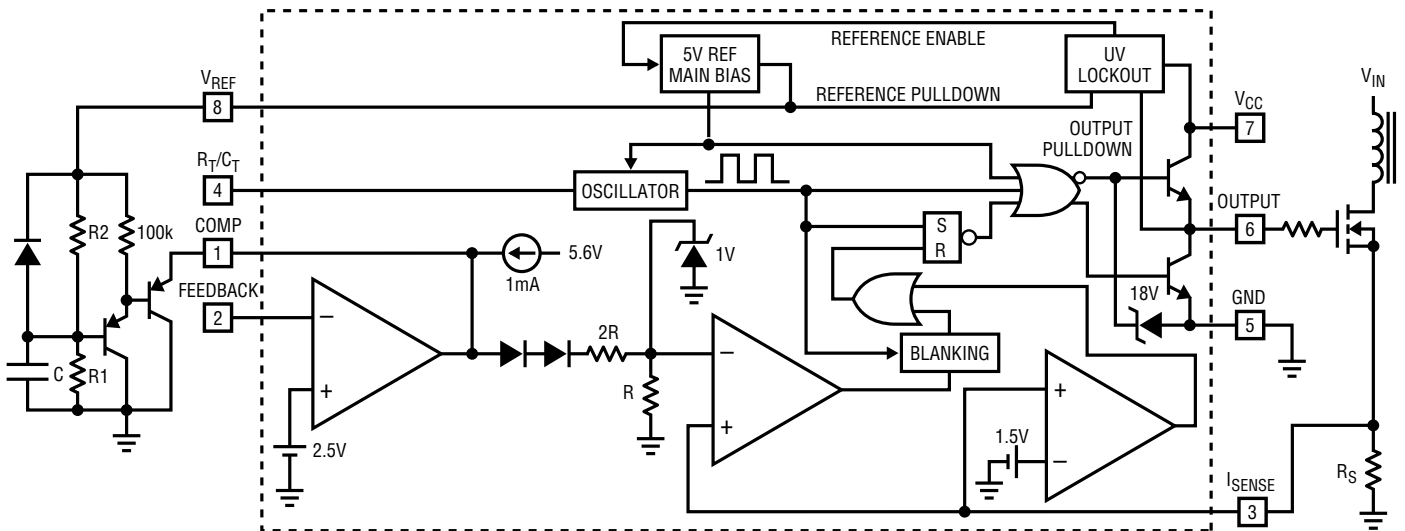 REFERENCE ENABLE
5V REF
MAIN BIAS
UV
LOCKOUT
V_REF
8
REFERENCE PULLDOWN
V_IN
V_CC
7
OUTPUT
PULLDOWN
R_T/C_T
4
OSCILLATOR
COMP
1
R2
100k
5.6V
1mA
1V
S
R
OUTPUT
6
FEEDBACK
2
18V
GND
5
2R
BLANKING
C
R1
R
2.5V
1.5V
I_SENSE
3
R_S
−
+
−
+
+
−